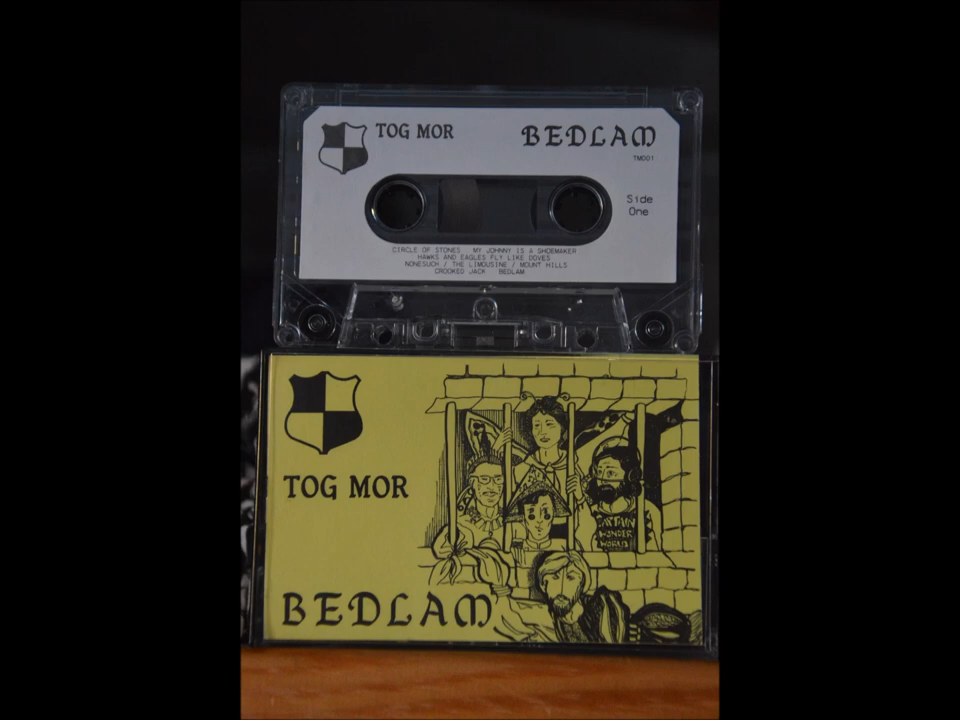 TOG MOR
BEDLAM
TM001
Side
One
CIRCLE OF STONES MY JOHNNY IS A SHOEMAKER
HAWKS AND EAGLES FLY LIKE DOVES
NONESUCH / THE LIMOUSINE / MOUNT HILLS
CROOKED JACK BEDLAM
TOG MOR
CAPTAIN
WONDER
WORLD
BEDLAM